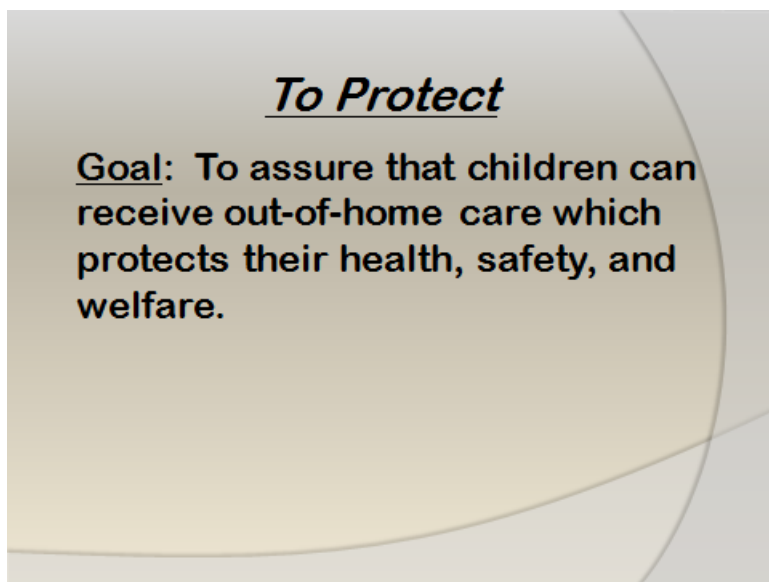 To Protect
Goal:  To assure that children can
receive out-of-home care which
protects their health, safety, and
welfare.